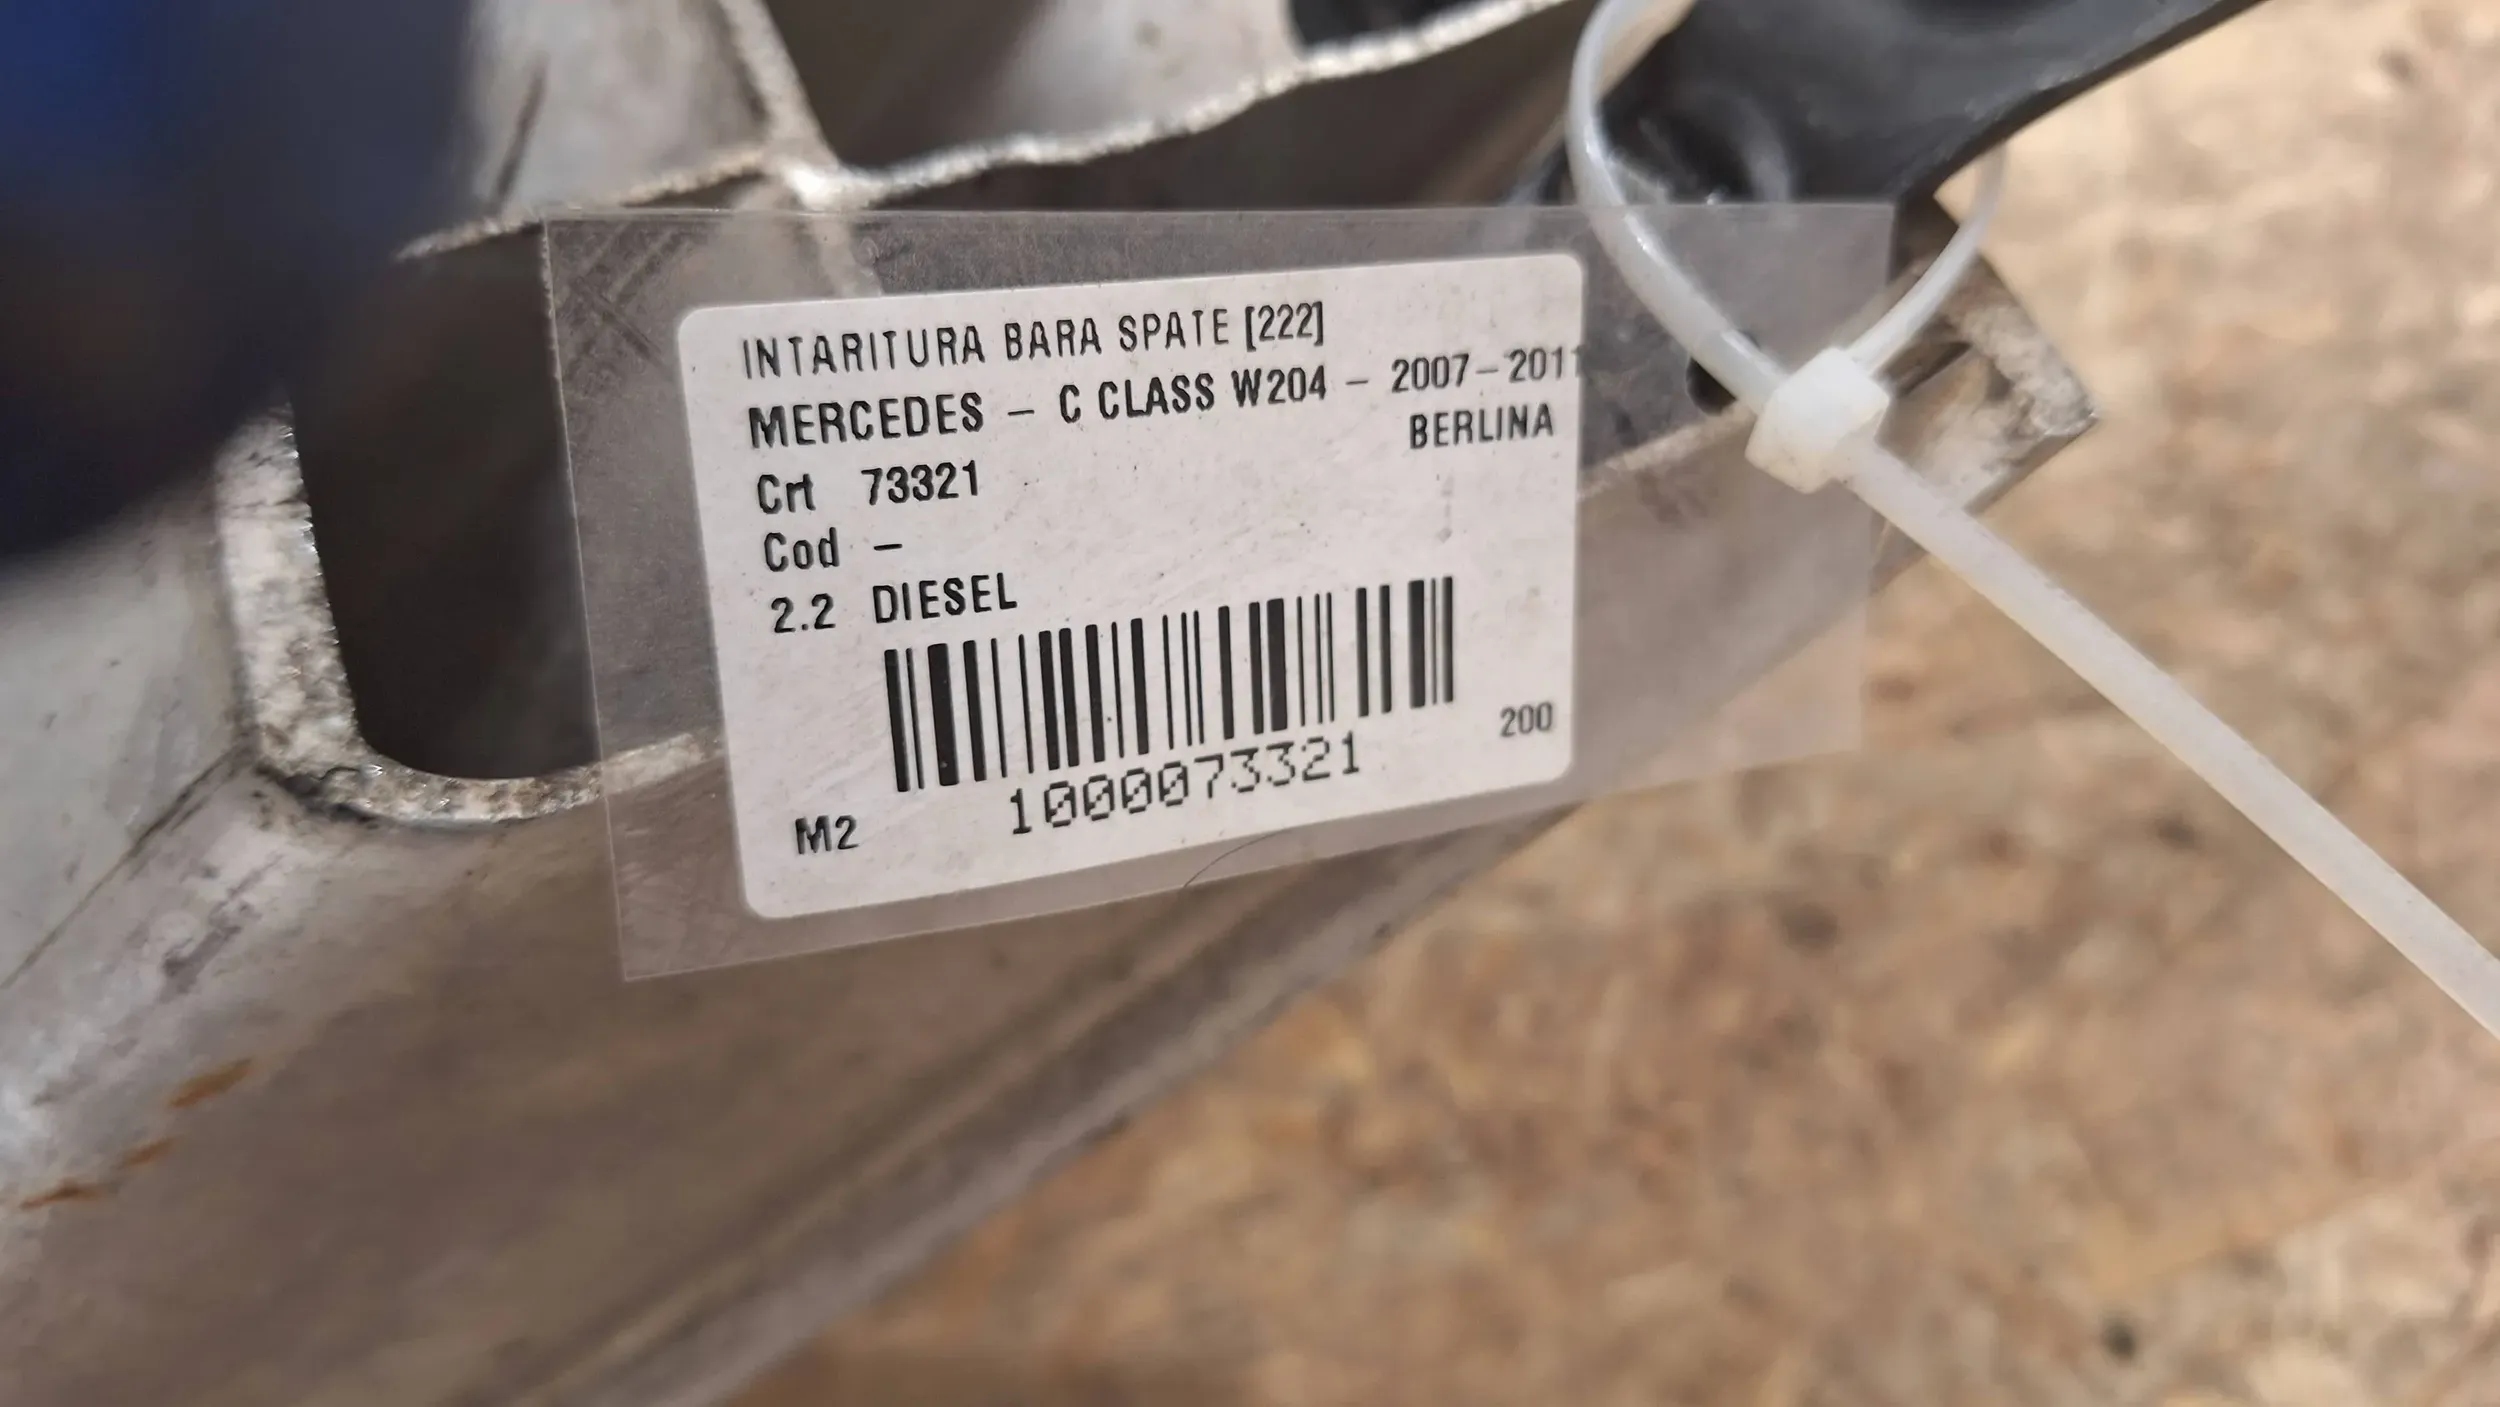 INTARITURA BARA SPATE [222]
MERCEDES – C CLASS W204 – 2007–2011
BERLINA
Crt 73321
Cod –
2.2 DIESEL
200
M2 1000073321